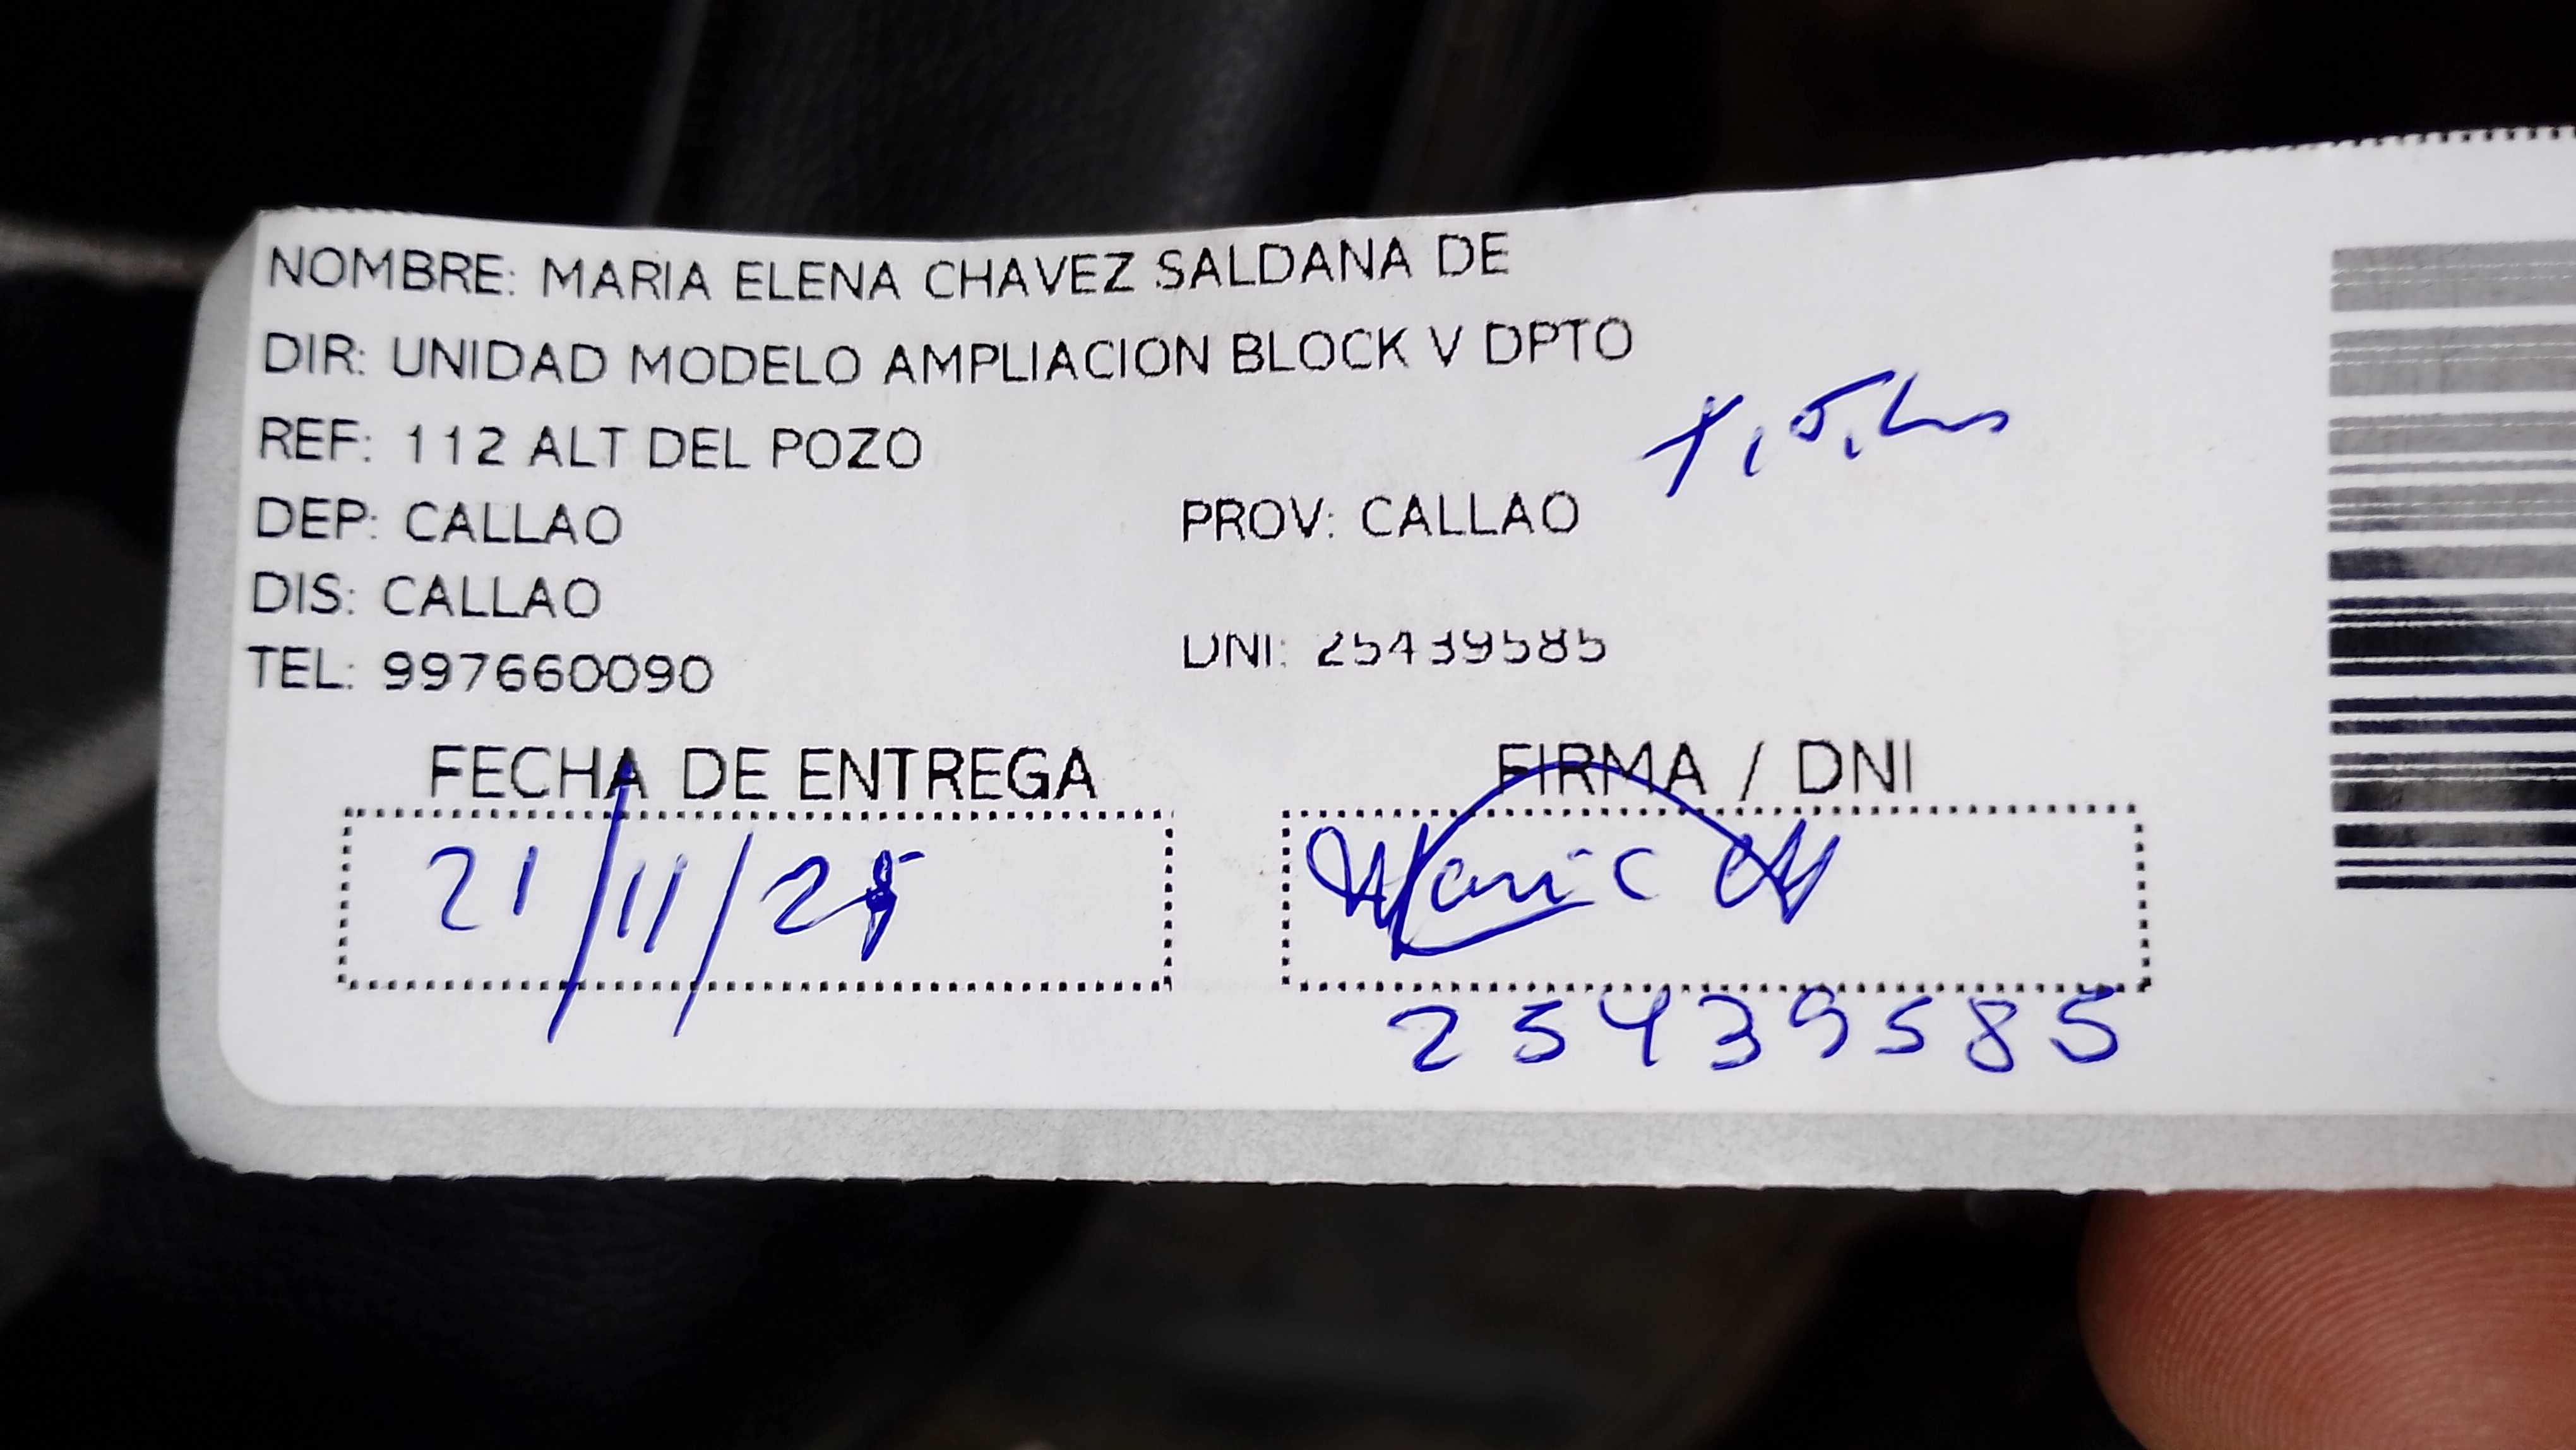 NOMBRE: MARIA ELENA CHAVEZ SALDANA DE
DIR: UNIDAD MODELO AMPLIACION BLOCK V DPTO
REF: 112 ALT DEL POZO
DEP: CALLAO PROV: CALLAO
DIS: CALLAO
TEL: 997660090 DNI: 25439585
FECHA DE ENTREGA FIRMA / DNI
21/11/25
25439585